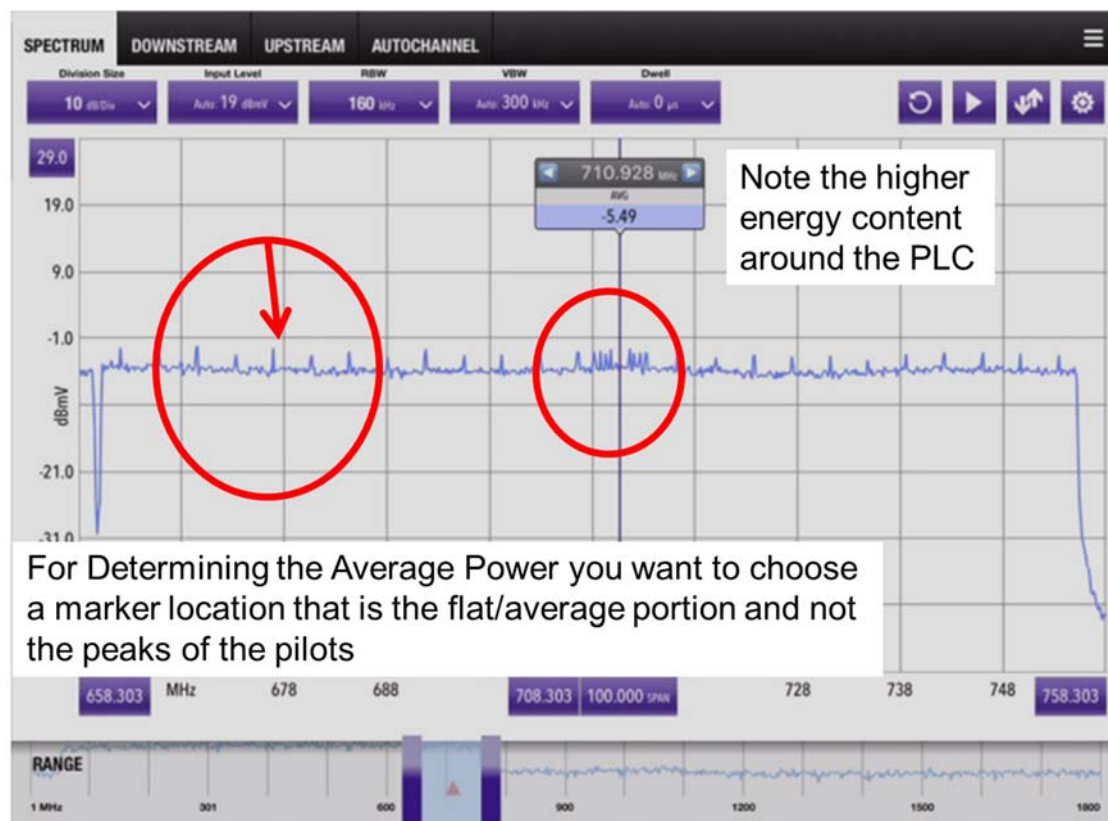 SPECTRUM DOWNSTREAM UPSTREAM AUTOCHANNEL
Division Size Input Level RBW VBW Dwell
10 dB/Div Auto: 19 dBmV 160 kHz Auto: 300 kHz Auto: 0 µs
29.0
19.0
9.0
-1.0
dBmV
-21.0
-31.0
710.928 MHz
AVG
-5.49
Note the higher
energy content
around the PLC
For Determining the Average Power you want to choose
a marker location that is the flat/average portion and not
the peaks of the pilots
658.303 MHz 678 688 708.303 100.000 SPAN 728 738 748 758.303
RANGE
1 MHz 301 600 900 1200 1500 1800